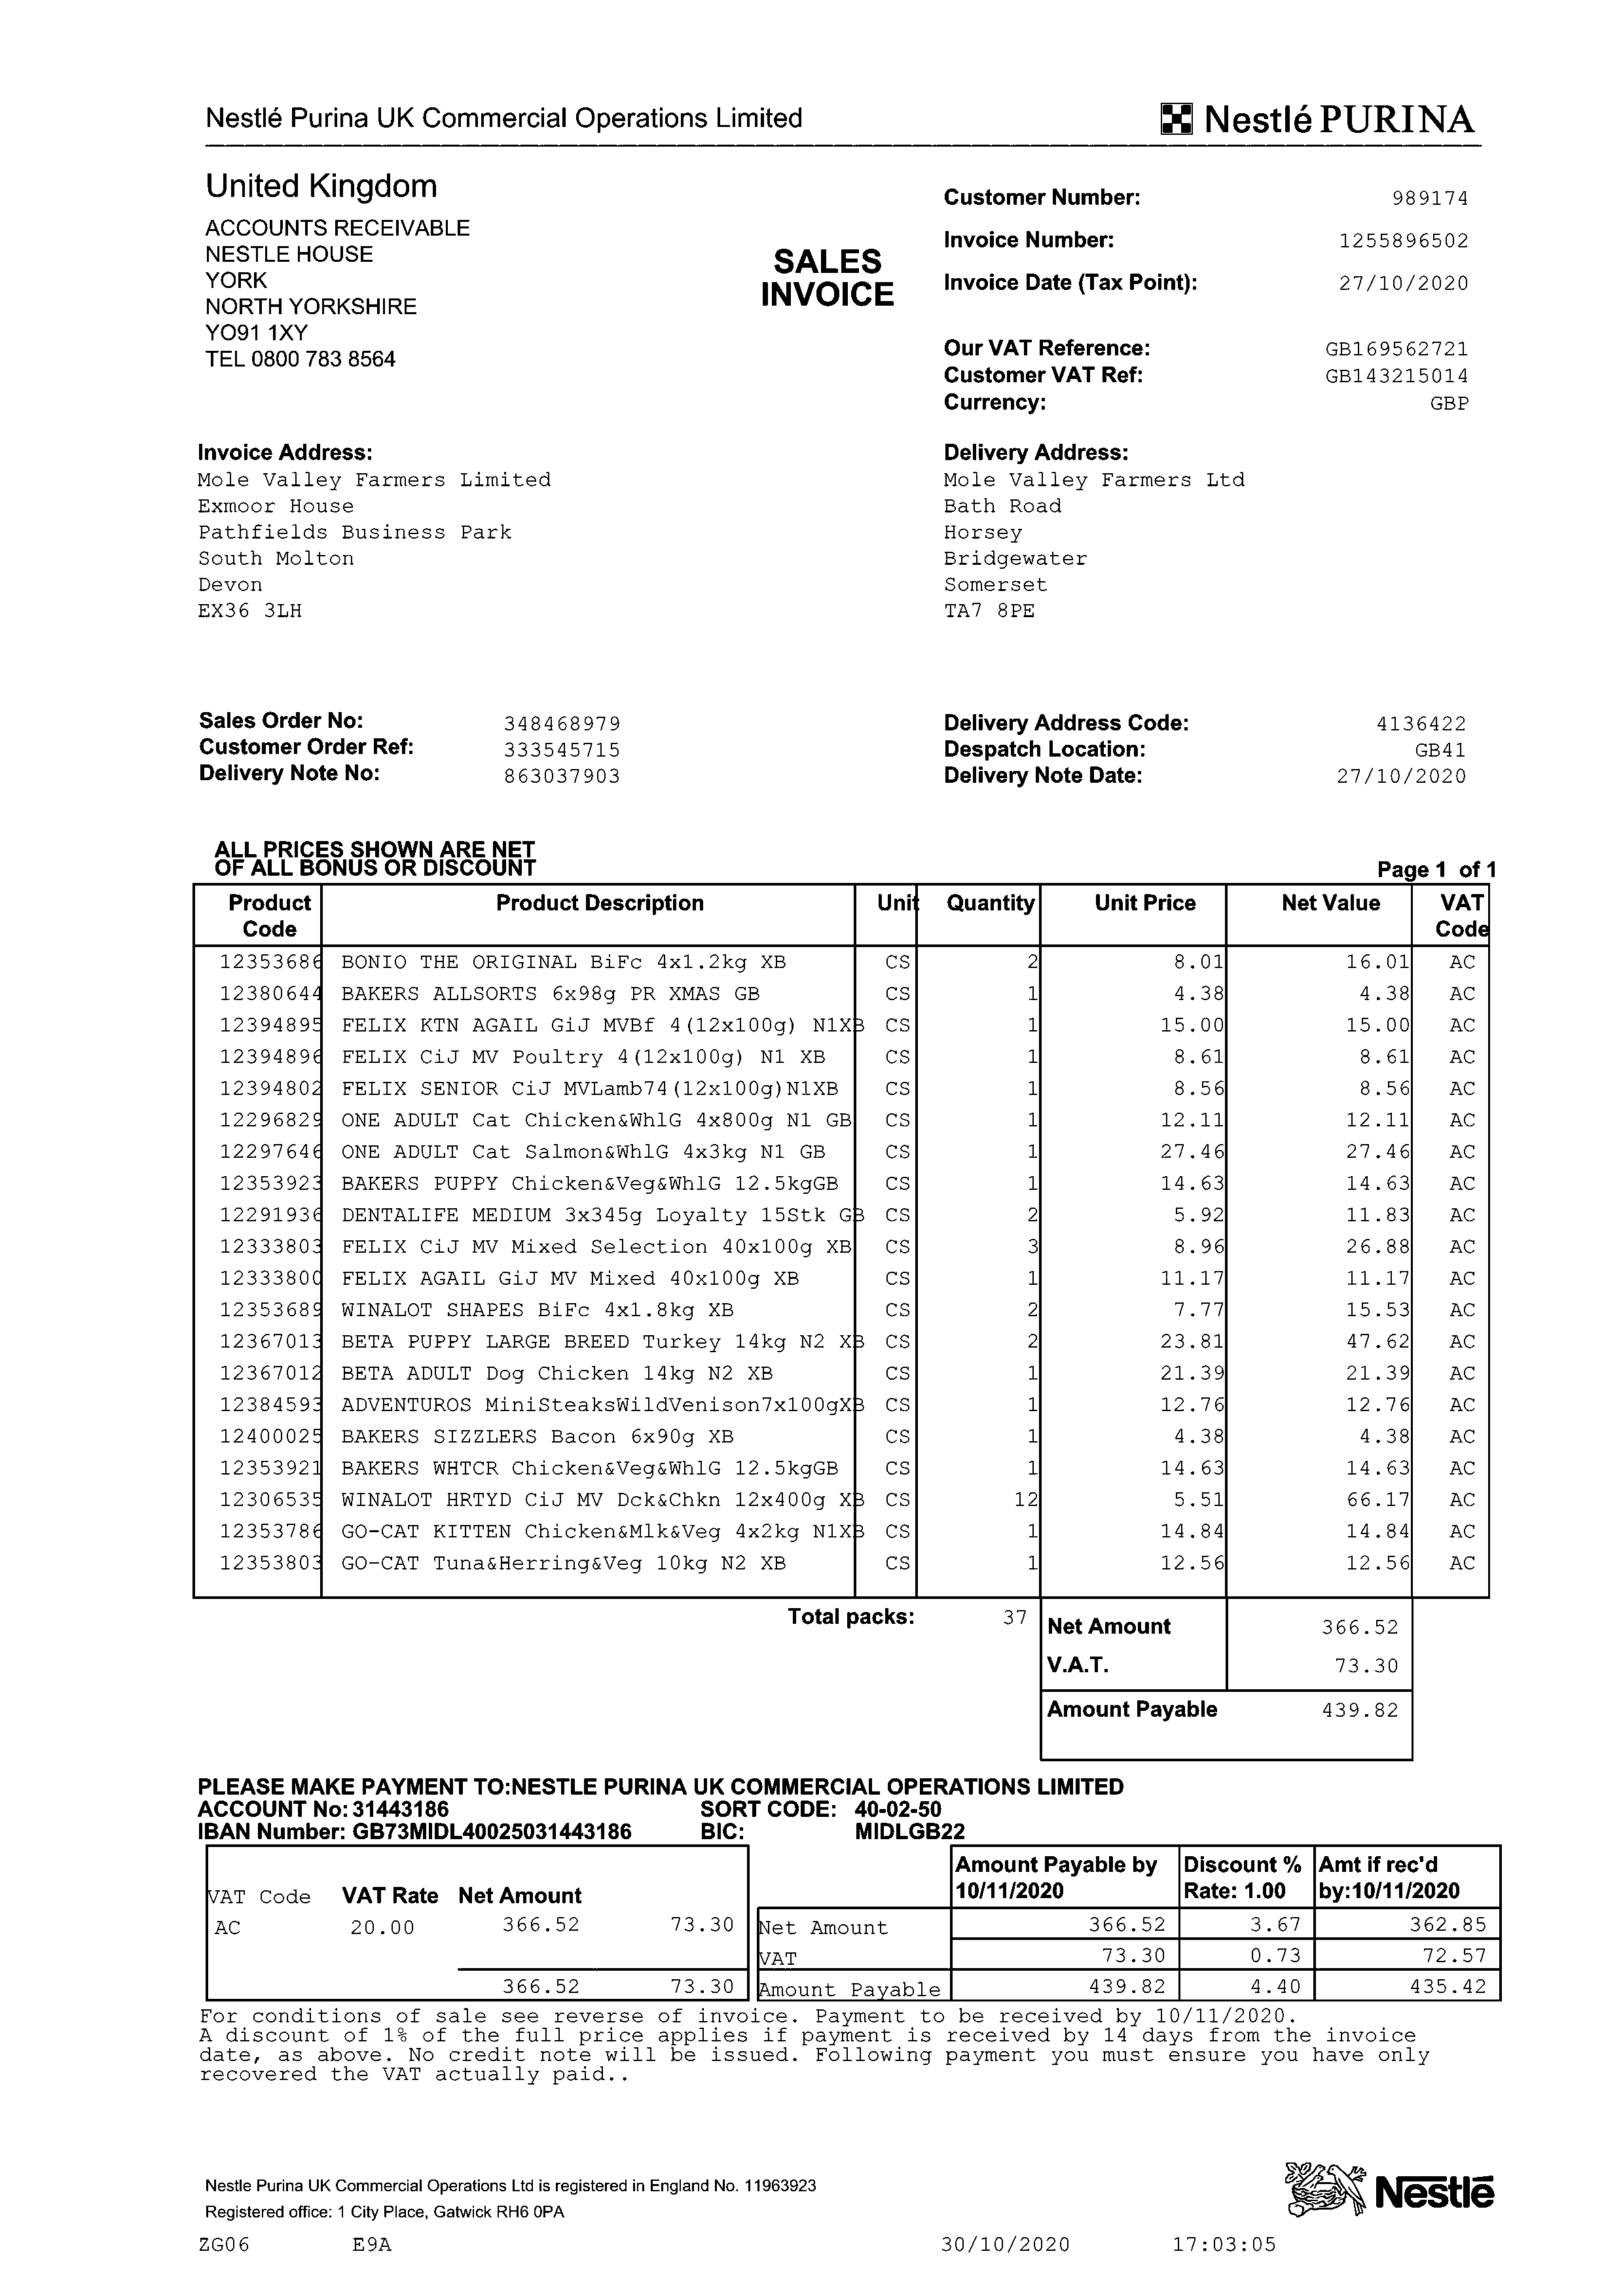 Nestlé Purina UK Commercial Operations Limited
Nestlé PURINA
United Kingdom
ACCOUNTS RECEIVABLE
NESTLE HOUSE
YORK
NORTH YORKSHIRE
YO91 1XY
TEL 0800 783 8564
SALES
INVOICE
Customer Number: 989174
Invoice Number: 1255896502
Invoice Date (Tax Point): 27/10/2020
Our VAT Reference: GB169562721
Customer VAT Ref: GB143215014
Currency: GBP
Invoice Address:
Mole Valley Farmers Limited
Exmoor House
Pathfields Business Park
South Molton
Devon
EX36 3LH
Delivery Address:
Mole Valley Farmers Ltd
Bath Road
Horsey
Bridgewater
Somerset
TA7 8PE
Sales Order No: 348468979
Customer Order Ref: 333545715
Delivery Note No: 863037903
Delivery Address Code: 4136422
Despatch Location: GB41
Delivery Note Date: 27/10/2020
ALL PRICES SHOWN ARE NET
OF ALL BONUS OR DISCOUNT
Page 1 of 1
Product Code Product Description Unit Quantity Unit Price Net Value VAT Code
12353686 BONIO THE ORIGINAL BiFc 4x1.2kg XB CS 2 8.01 16.01 AC
12380644 BAKERS ALLSORTS 6x98g PR XMAS GB CS 1 4.38 4.38 AC
12394895 FELIX KTN AGAIL GiJ MVBf 4(12x100g) N1XB CS 1 15.00 15.00 AC
12394896 FELIX CiJ MV Poultry 4(12x100g) N1 XB CS 1 8.61 8.61 AC
12394802 FELIX SENIOR CiJ MVLamb74(12x100g)N1XB CS 1 8.56 8.56 AC
12296829 ONE ADULT Cat Chicken&WhlG 4x800g N1 GB CS 1 12.11 12.11 AC
12297646 ONE ADULT Cat Salmon&WhlG 4x3kg N1 GB CS 1 27.46 27.46 AC
12353923 BAKERS PUPPY Chicken&Veg&WhlG 12.5kgGB CS 1 14.63 14.63 AC
12291936 DENTALIFE MEDIUM 3x345g Loyalty 15Stk GB CS 2 5.92 11.83 AC
12333803 FELIX CiJ MV Mixed Selection 40x100g XB CS 3 8.96 26.88 AC
12333800 FELIX AGAIL GiJ MV Mixed 40x100g XB CS 1 11.17 11.17 AC
12353689 WINALOT SHAPES BiFc 4x1.8kg XB CS 2 7.77 15.53 AC
12367013 BETA PUPPY LARGE BREED Turkey 14kg N2 XB CS 2 23.81 47.62 AC
12367012 BETA ADULT Dog Chicken 14kg N2 XB CS 1 21.39 21.39 AC
12384593 ADVENTUROS MiniSteaksWildVenison7x100gXB CS 1 12.76 12.76 AC
12400025 BAKERS SIZZLERS Bacon 6x90g XB CS 1 4.38 4.38 AC
12353921 BAKERS WHTCR Chicken&Veg&WhlG 12.5kgGB CS 1 14.63 14.63 AC
12306535 WINALOT HRTYD CiJ MV Dck&Chkn 12x400g XB CS 12 5.51 66.17 AC
12353786 GO-CAT KITTEN Chicken&Mlk&Veg 4x2kg N1XB CS 1 14.84 14.84 AC
12353803 GO-CAT Tuna&Herring&Veg 10kg N2 XB CS 1 12.56 12.56 AC
Total packs: 37
Net Amount 366.52
V.A.T. 73.30
Amount Payable 439.82
PLEASE MAKE PAYMENT TO:NESTLE PURINA UK COMMERCIAL OPERATIONS LIMITED
ACCOUNT No: 31443186 SORT CODE: 40-02-50
IBAN Number: GB73MIDL40025031443186 BIC: MIDLGB22
VAT Code VAT Rate Net Amount
AC 20.00 366.52 73.30
366.52 73.30
Amount Payable by 10/11/2020 Discount % Rate: 1.00 Amt if rec'd by:10/11/2020
Net Amount 366.52 3.67 362.85
VAT 73.30 0.73 72.57
Amount Payable 439.82 4.40 435.42
For conditions of sale see reverse of invoice. Payment to be received by 10/11/2020.
A discount of 1% of the full price applies if payment is received by 14 days from the invoice
date, as above. No credit note will be issued. Following payment you must ensure you have only
recovered the VAT actually paid..
Nestle Purina UK Commercial Operations Ltd is registered in England No. 11963923
Registered office: 1 City Place, Gatwick RH6 0PA
Nestlé
ZG06 E9A 30/10/2020 17:03:05